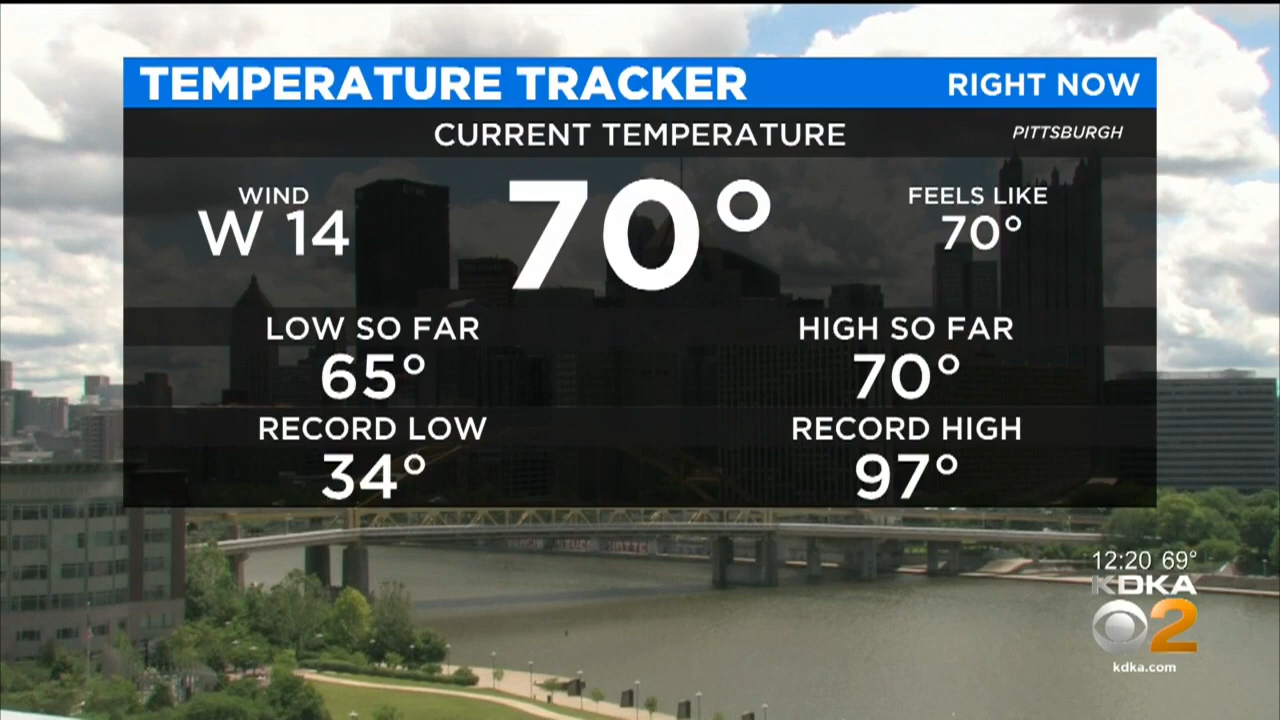 TEMPERATURE TRACKER
RIGHT NOW
CURRENT TEMPERATURE
PITTSBURGH
WIND
W 14
70°
FEELS LIKE
70°
LOW SO FAR
65°
HIGH SO FAR
70°
RECORD LOW
34°
RECORD HIGH
97°
12:20 69°
KDKA
2
kdka.com